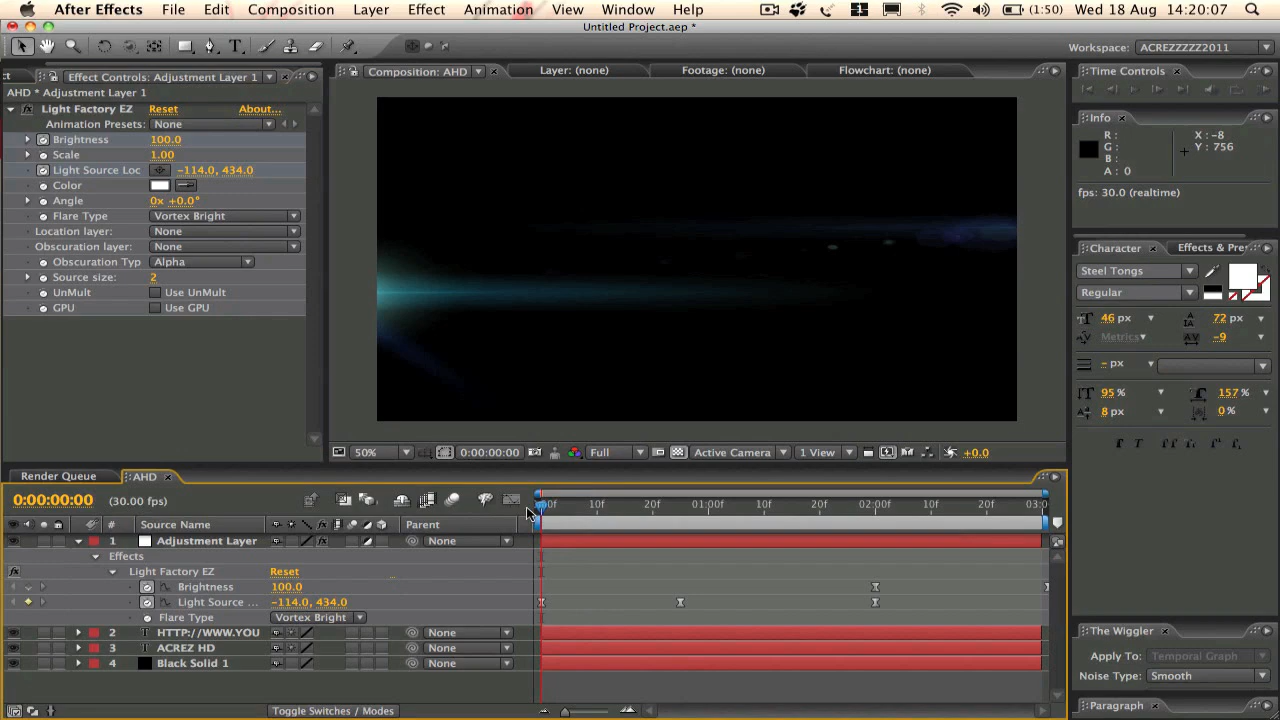 After Effects File Edit Composition Layer Effect Animation View Window Help (1:50) Wed 18 Aug 14:20:07
Untitled Project.aep *
Workspace: ACREZZZZZ2011
Effect Controls: Adjustment Layer 1
Composition: AHD
Layer: (none)
Footage: (none)
Flowchart: (none)
Time Controls
AHD * Adjustment Layer 1
Light Factory EZ Reset About...
Animation Presets: None
Brightness 100.0
Scale 1.00
Light Source Loc -114.0, 434.0
Color
Angle 0x +0.0°
Flare Type Vortex Bright
Location layer: None
Obscuration layer: None
Obscuration Typ Alpha
Source size: 2
UnMult Use UnMult
GPU Use GPU
Info
R: X: -8
G: Y: 756
B:
A: 0
fps: 30.0 (realtime)
Character Effects & Pre
Steel Tongs
Regular
46 px 72 px
Metrics -9
- px
95 % 157 %
8 px 0 %
50% 0:00:00:00 Full Active Camera 1 View +0.0
Render Queue AHD
0:00:00:00 (30.00 fps)
00f 10f 20f 01:00f 10f 20f 02:00f 10f 20f 03:0
# Source Name Parent
1 Adjustment Layer None
Effects
Light Factory EZ Reset
Brightness 100.0
Light Source ... -114.0, 434.0
Flare Type Vortex Bright
2 HTTP://WWW.YOU None
3 ACREZ HD None
4 Black Solid 1 None
Toggle Switches / Modes
The Wiggler
Apply To: Temporal Graph
Noise Type: Smooth
Paragraph